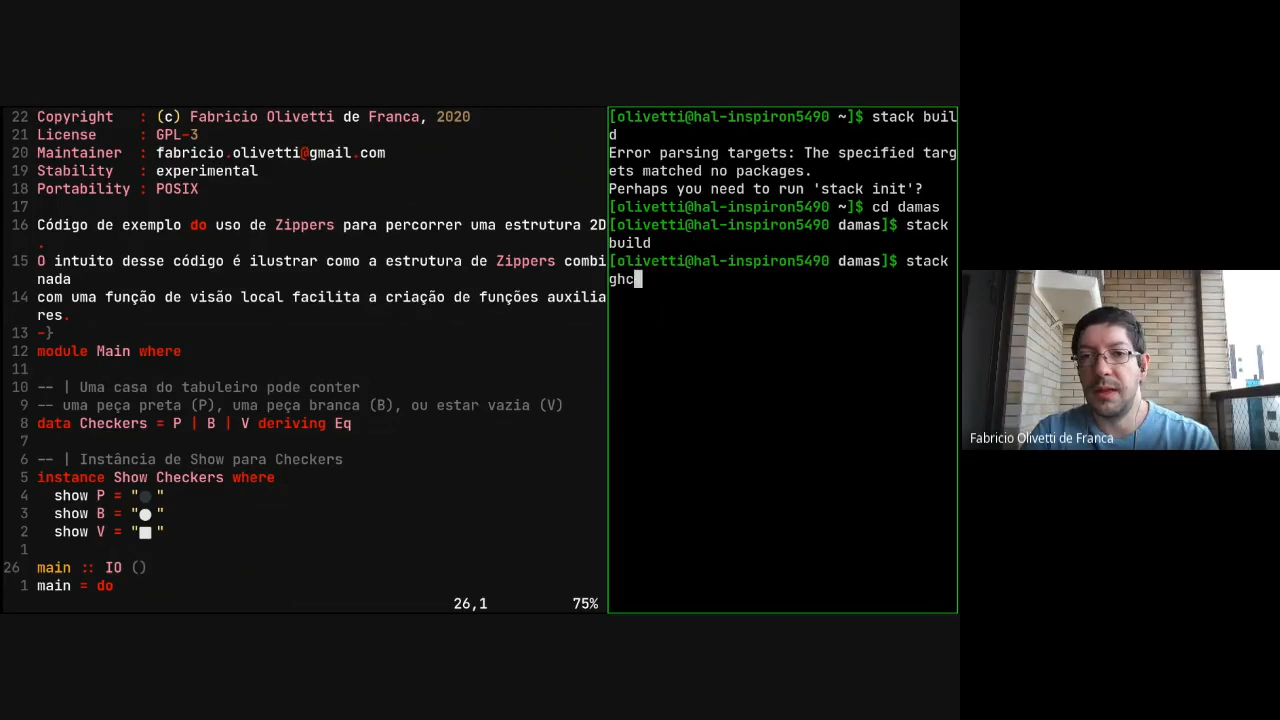 22 Copyright   : (c) Fabricio Olivetti de Franca, 2020
21 License     : GPL-3
20 Maintainer  : fabricio.olivetti@gmail.com
19 Stability   : experimental
18 Portability : POSIX
17
16 Código de exemplo do uso de Zippers para percorrer uma estrutura 2D
.
15 O intuito desse código é ilustrar como a estrutura de Zippers combi
nada
14 com uma função de visão local facilita a criação de funções auxilia
res.
13 -}
12 module Main where
11
10 -- | Uma casa do tabuleiro pode conter
9 -- uma peça preta (P), uma peça branca (B), ou estar vazia (V)
8 data Checkers = P | B | V deriving Eq
7
6 -- | Instância de Show para Checkers
5 instance Show Checkers where
4   show P = "⚫"
3   show B = "⚪"
2   show V = "⬜"
1
26 main :: IO ()
1 main = do
26,1 75%
[olivetti@hal-inspiron5490 ~]$ stack buil
d
Error parsing targets: The specified targ
ets matched no packages.
Perhaps you need to run 'stack init'?
[olivetti@hal-inspiron5490 ~]$ cd damas
[olivetti@hal-inspiron5490 damas]$ stack
build
[olivetti@hal-inspiron5490 damas]$ stack
ghc
Fabricio Olivetti de Franca